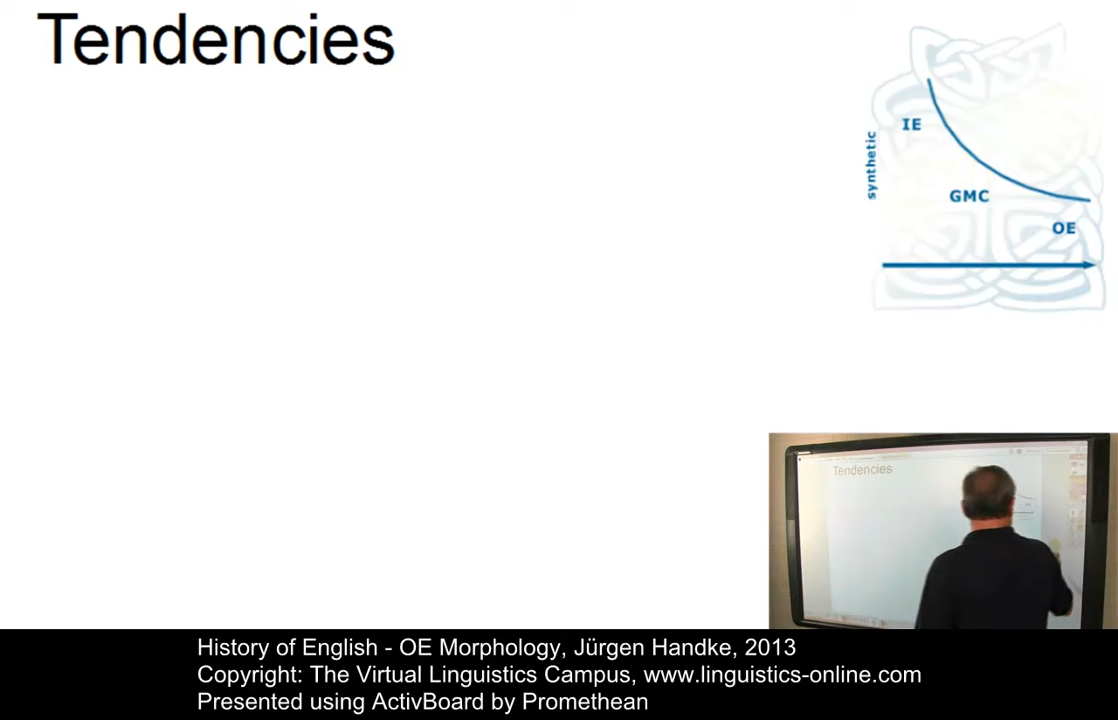 Tendencies
IE
synthetic
GMC
OE
Tendencies
History of English - OE Morphology, Jürgen Handke, 2013
Copyright: The Virtual Linguistics Campus, www.linguistics-online.com
Presented using ActivBoard by Promethean